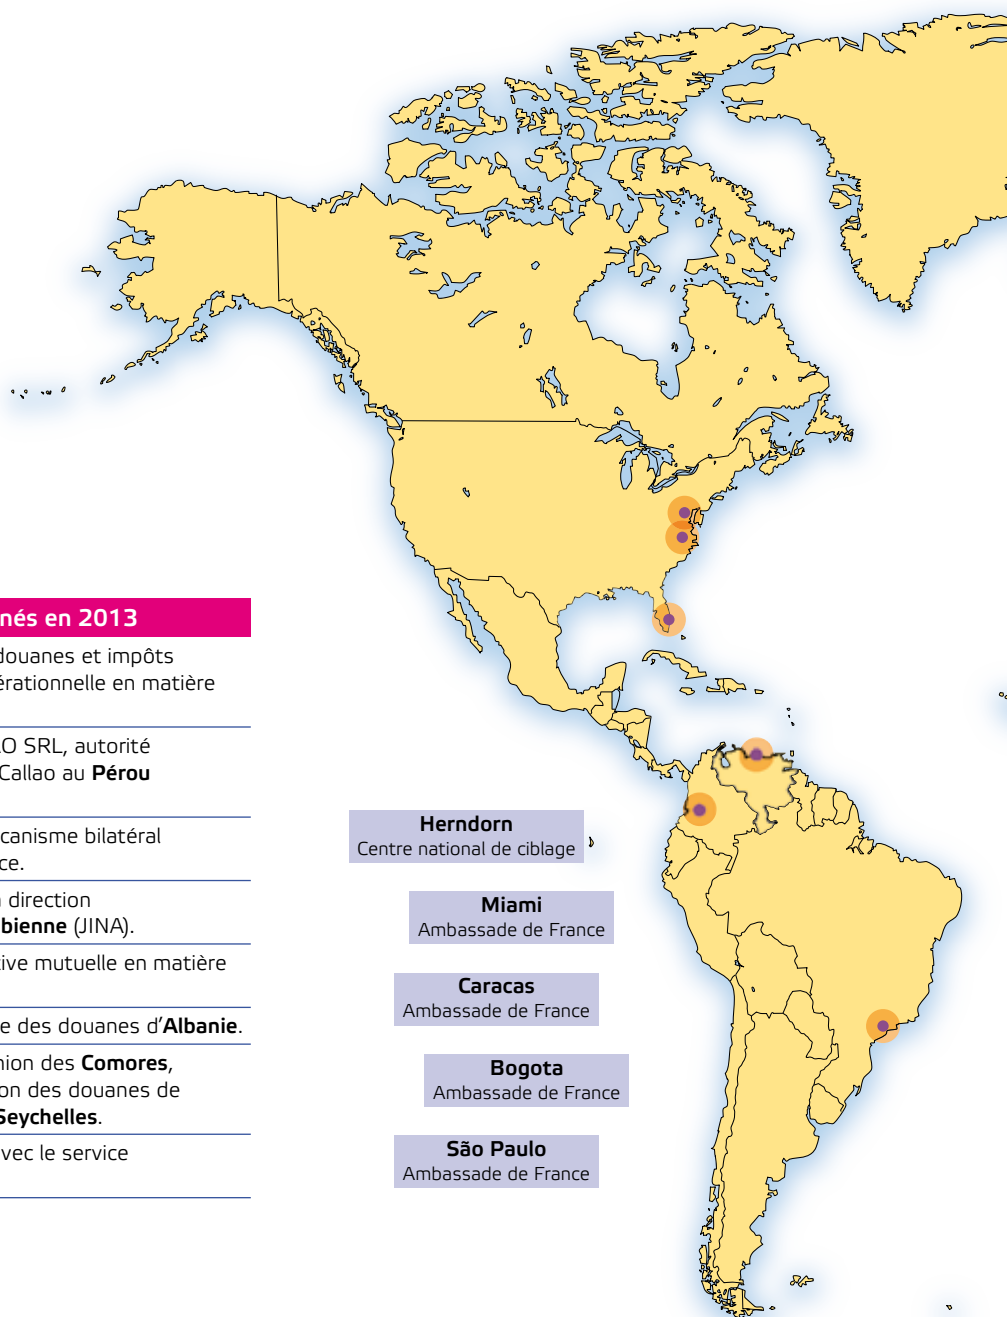 nés en 2013
douanes et impôts
érationnelle en matière
O SRL, autorité
Callao au Pérou
canisme bilatéral
ce.
direction
bienne (JINA).
tive mutuelle en matière
e des douanes d'Albanie.
nion des Comores,
on des douanes de
Seychelles.
vec le service
Herndorn
Centre national de ciblage
Miami
Ambassade de France
Caracas
Ambassade de France
Bogota
Ambassade de France
São Paulo
Ambassade de France